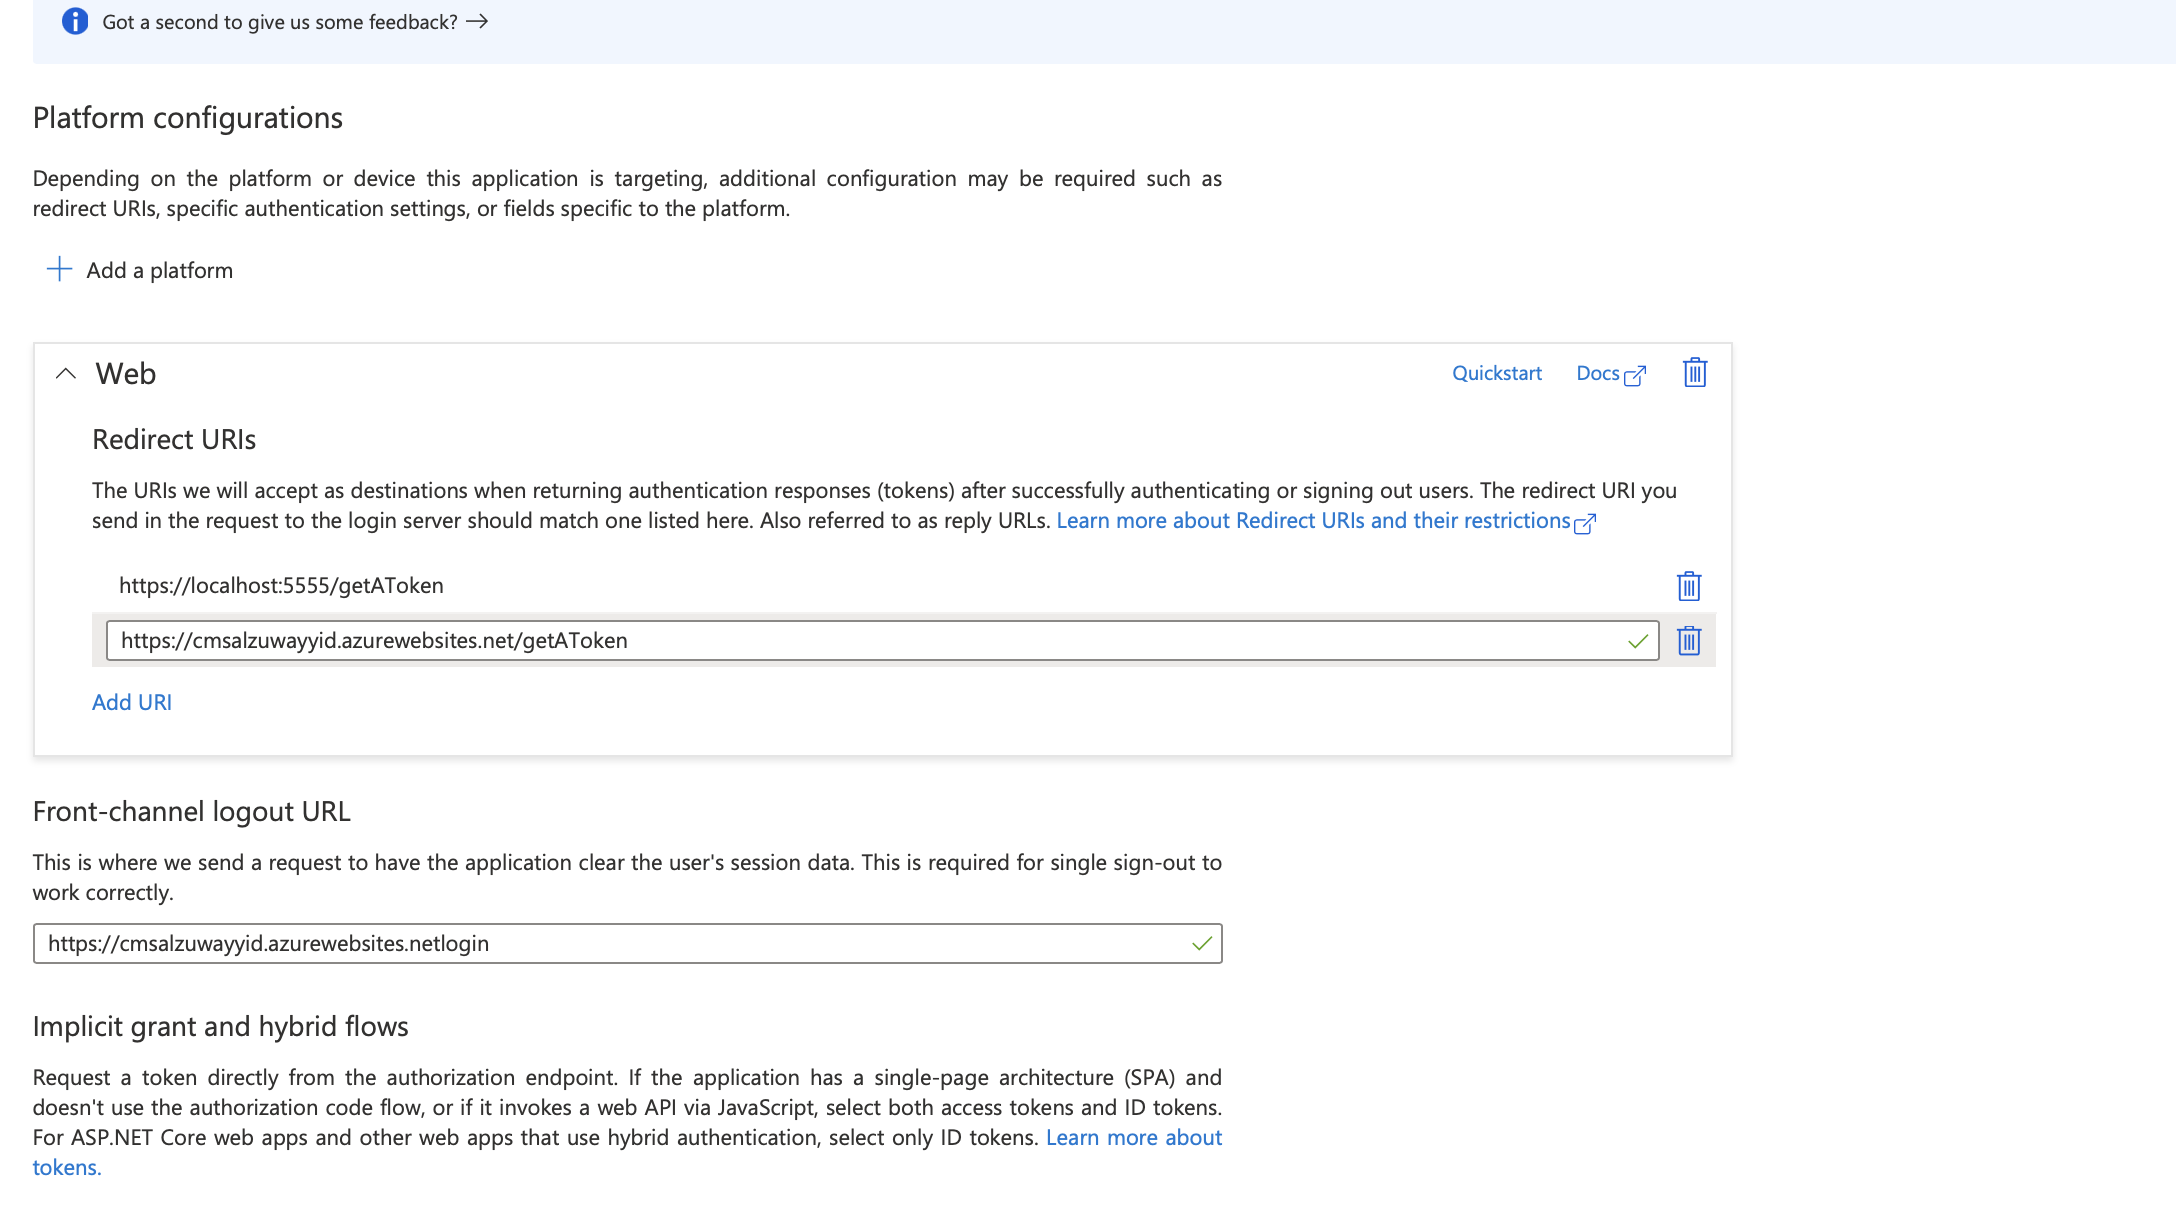 Got a second to give us some feedback? →
Platform configurations
Depending on the platform or device this application is targeting, additional configuration may be required such as
redirect URIs, specific authentication settings, or fields specific to the platform.
+ Add a platform
Web Quickstart Docs
Redirect URIs
The URIs we will accept as destinations when returning authentication responses (tokens) after successfully authenticating or signing out users. The redirect URI you
send in the request to the login server should match one listed here. Also referred to as reply URLs. Learn more about Redirect URIs and their restrictions
https://localhost:5555/getAToken
https://cmsalzuwayyid.azurewebsites.net/getAToken
Add URI
Front-channel logout URL
This is where we send a request to have the application clear the user's session data. This is required for single sign-out to
work correctly.
https://cmsalzuwayyid.azurewebsites.netlogin
Implicit grant and hybrid flows
Request a token directly from the authorization endpoint. If the application has a single-page architecture (SPA) and
doesn't use the authorization code flow, or if it invokes a web API via JavaScript, select both access tokens and ID tokens.
For ASP.NET Core web apps and other web apps that use hybrid authentication, select only ID tokens. Learn more about
tokens.